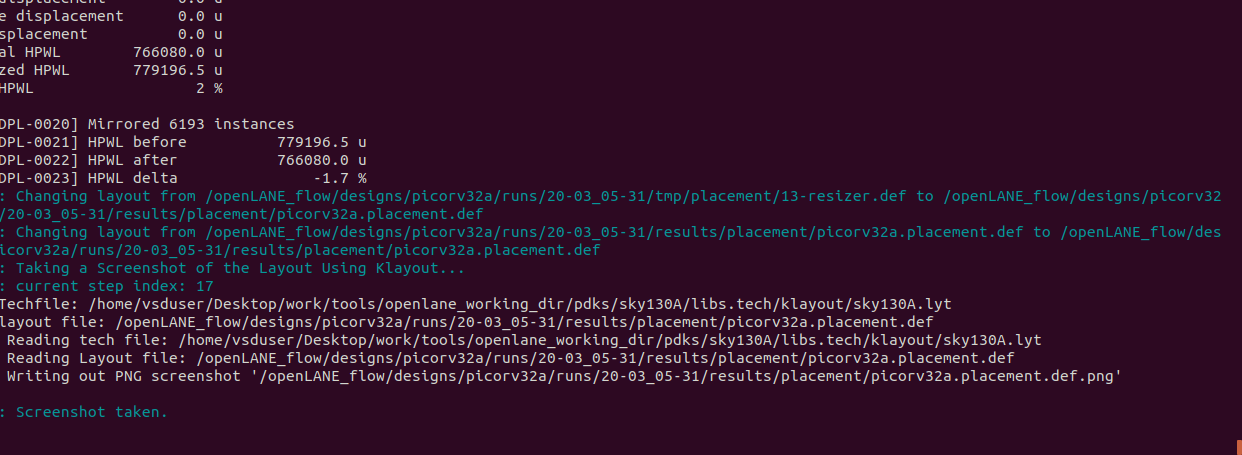 e displacement 0.0 u
splacement 0.0 u
al HPWL 766080.0 u
zed HPWL 779196.5 u
HPWL 2 %
DPL-0020] Mirrored 6193 instances
DPL-0021] HPWL before 779196.5 u
DPL-0022] HPWL after 766080.0 u
DPL-0023] HPWL delta -1.7 %
: Changing layout from /openLANE_flow/designs/picorv32a/runs/20-03_05-31/tmp/placement/13-resizer.def to /openLANE_flow/designs/picorv32
/20-03_05-31/results/placement/picorv32a.placement.def
: Changing layout from /openLANE_flow/designs/picorv32a/runs/20-03_05-31/results/placement/picorv32a.placement.def to /openLANE_flow/des
icorv32a/runs/20-03_05-31/results/placement/picorv32a.placement.def
: Taking a Screenshot of the Layout Using Klayout...
: current step index: 17
Techfile: /home/vsduser/Desktop/work/tools/openlane_working_dir/pdks/sky130A/libs.tech/klayout/sky130A.lyt
layout file: /openLANE_flow/designs/picorv32a/runs/20-03_05-31/results/placement/picorv32a.placement.def
Reading tech file: /home/vsduser/Desktop/work/tools/openlane_working_dir/pdks/sky130A/libs.tech/klayout/sky130A.lyt
Reading Layout file: /openLANE_flow/designs/picorv32a/runs/20-03_05-31/results/placement/picorv32a.placement.def
Writing out PNG screenshot '/openLANE_flow/designs/picorv32a/runs/20-03_05-31/results/placement/picorv32a.placement.def.png'
: Screenshot taken.